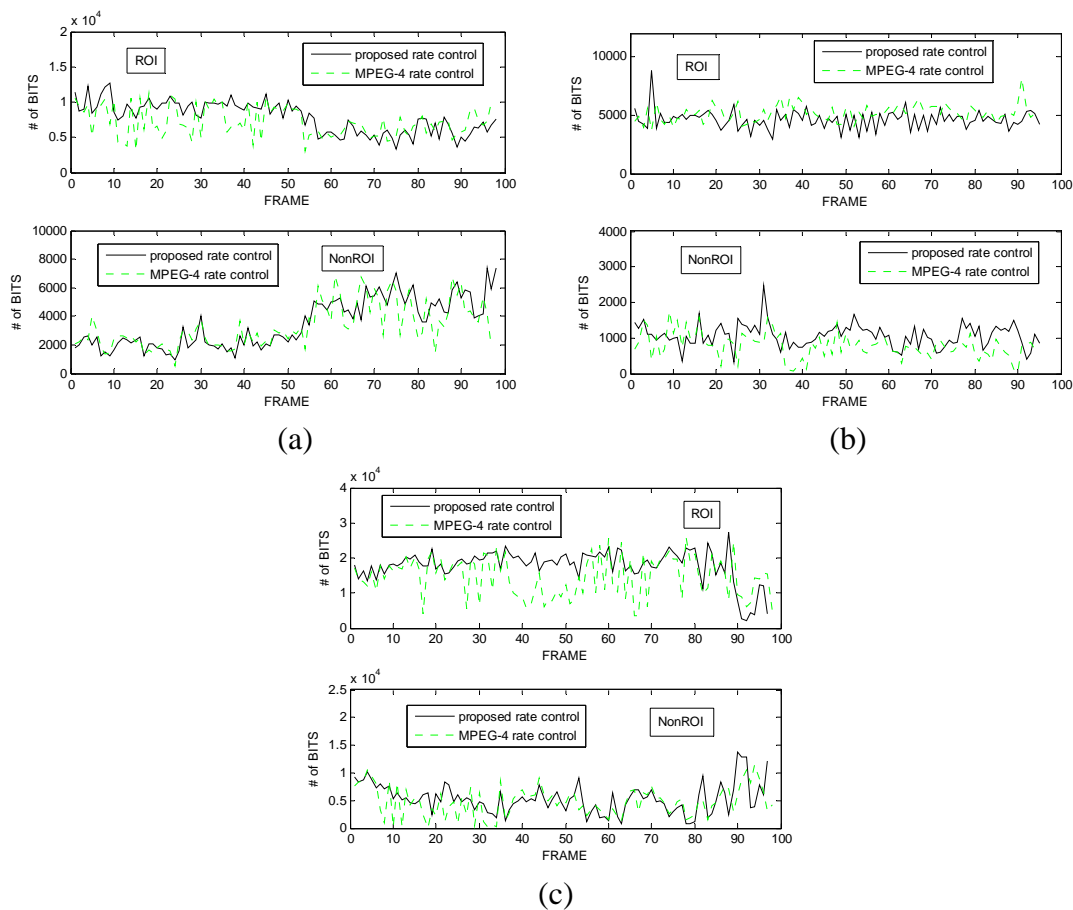 x 10^4
2
1.5
1
0.5
0
# of BITS
ROI
proposed rate control
MPEG-4 rate control
0 10 20 30 40 50 60 70 80 90 100
FRAME
10000
8000
6000
4000
2000
0
# of BITS
proposed rate control
MPEG-4 rate control
NonROI
0 10 20 30 40 50 60 70 80 90 100
FRAME
(a)
10000
5000
0
# of BITS
ROI
proposed rate control
MPEG-4 rate control
0 10 20 30 40 50 60 70 80 90 100
FRAME
4000
3000
2000
1000
0
# of BITS
NonROI
proposed rate control
MPEG-4 rate control
0 10 20 30 40 50 60 70 80 90 100
FRAME
(b)
x 10^4
4
3
2
1
0
# of BITS
proposed rate control
MPEG-4 rate control
ROI
0 10 20 30 40 50 60 70 80 90 100
FRAME
x 10^4
2.5
2
1.5
1
0.5
0
# of BITS
proposed rate control
MPEG-4 rate control
NonROI
0 10 20 30 40 50 60 70 80 90 100
FRAME
(c)